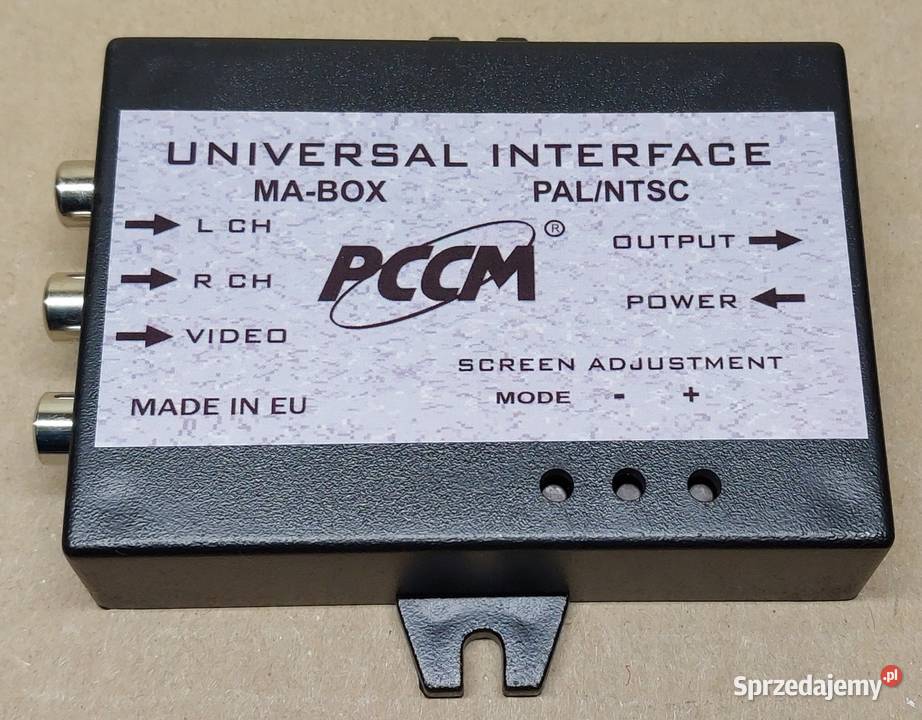 UNIVERSAL INTERFACE
MA-BOX PAL/NTSC
L CH
R CH
VIDEO
PCCM ®
OUTPUT
POWER
SCREEN ADJUSTMENT
MODE - +
MADE IN EU
Sprzedajemy.pl